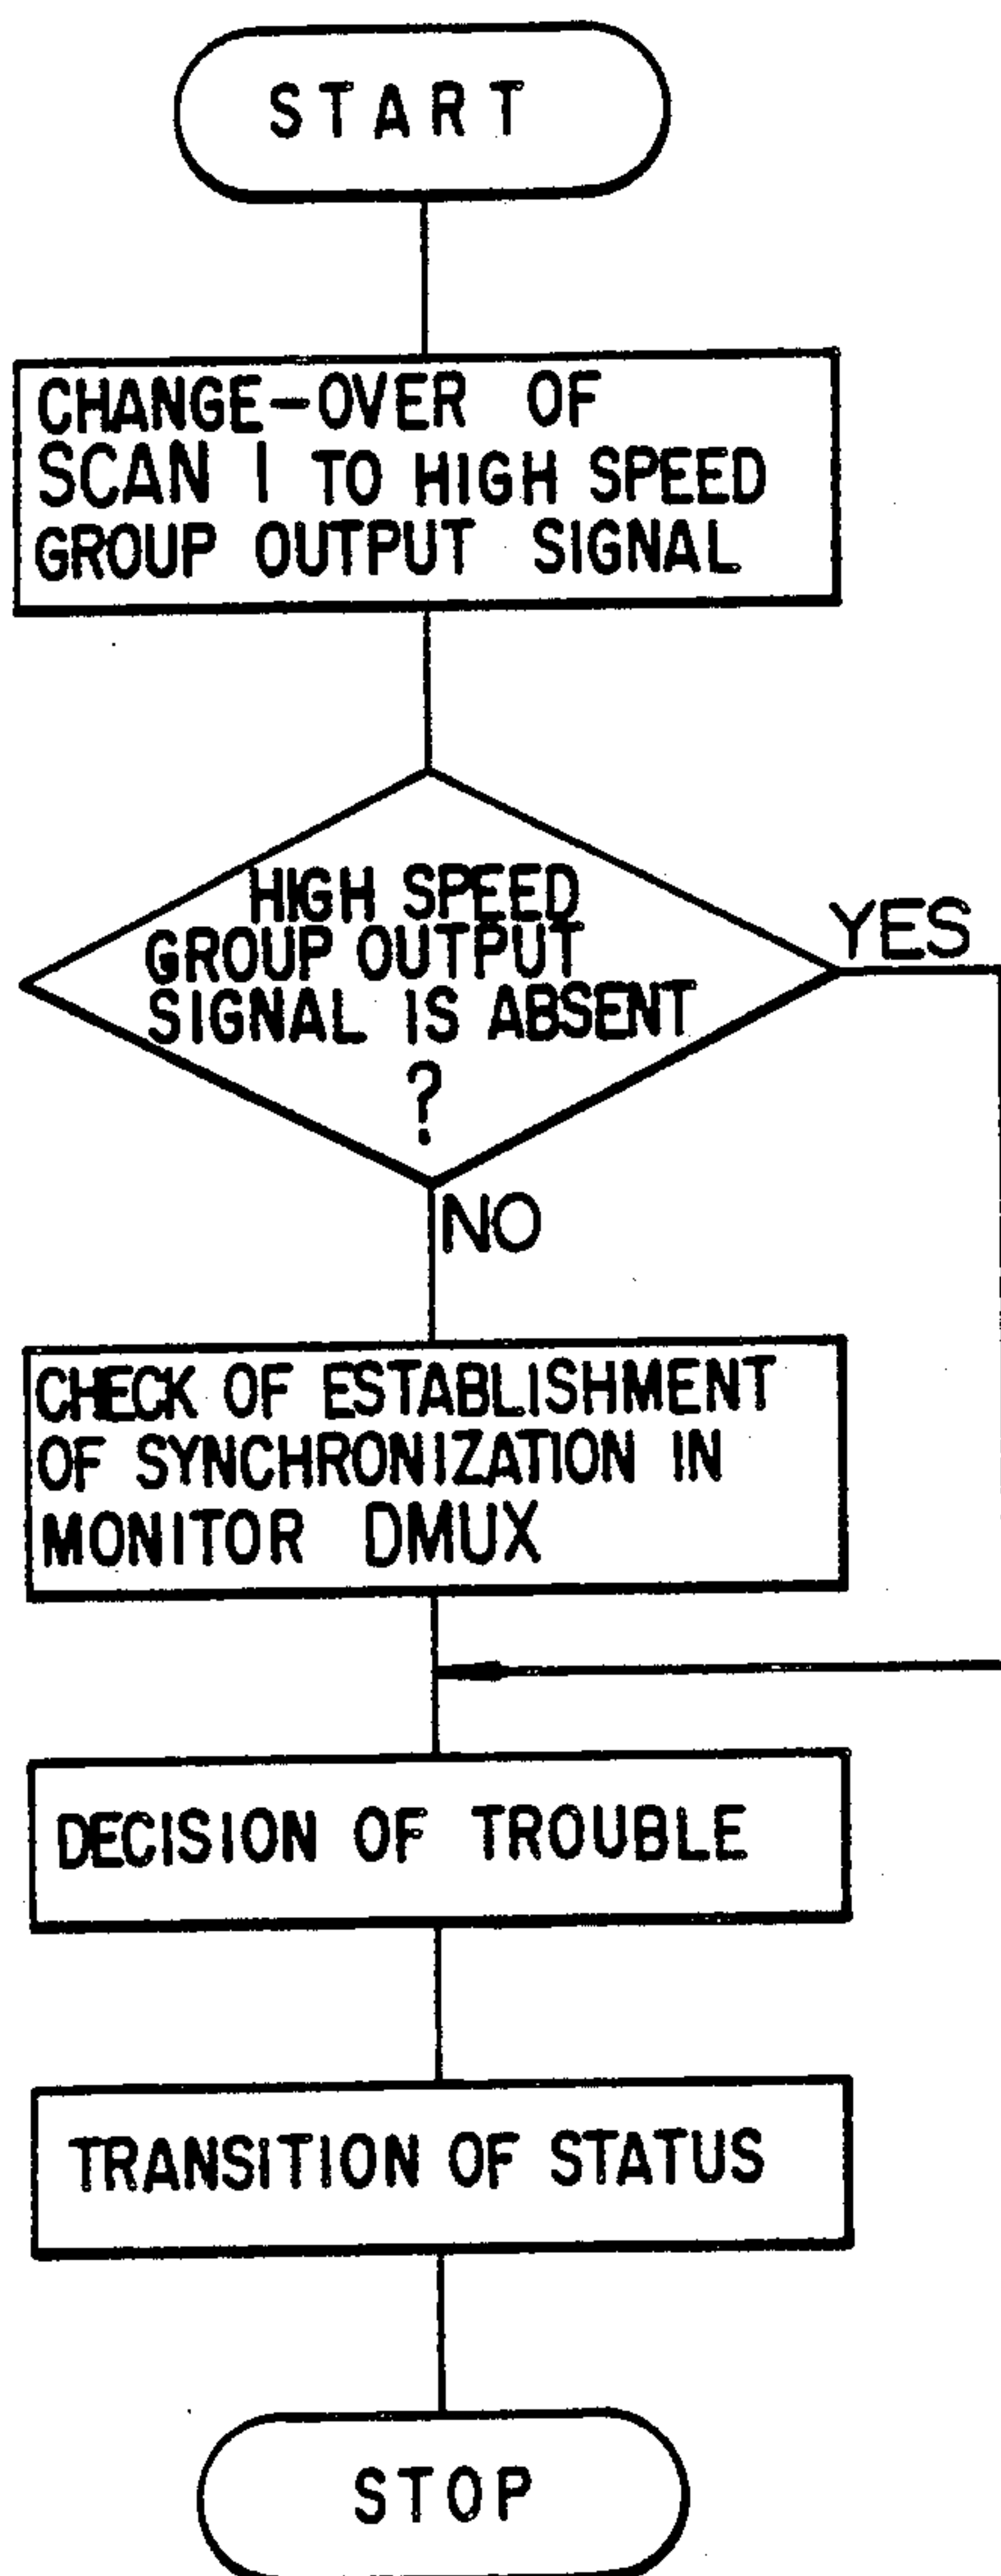 START
CHANGE-OVER OF
SCAN 1 TO HIGH SPEED
GROUP OUTPUT SIGNAL
HIGH SPEED
GROUP OUTPUT
SIGNAL IS ABSENT
?
YES
NO
CHECK OF ESTABLISHMENT
OF SYNCHRONIZATION IN
MONITOR DMUX
DECISION OF TROUBLE
TRANSITION OF STATUS
STOP